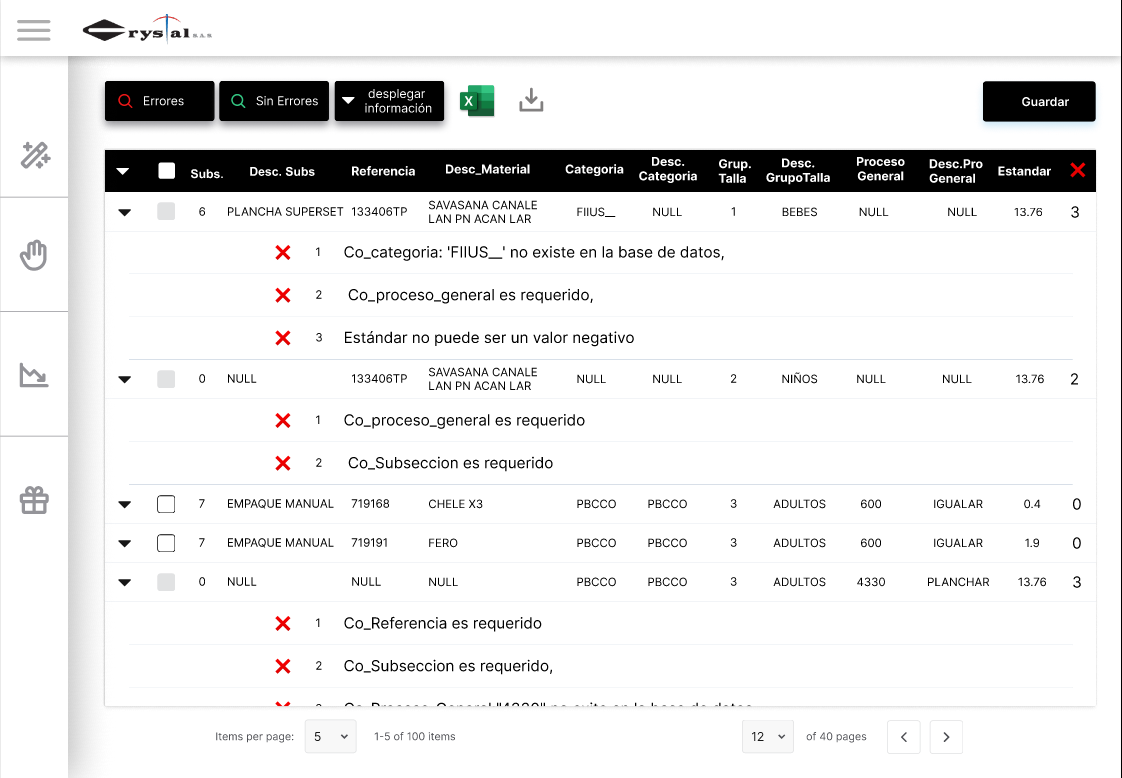 Crystal S.A.S.
Errores
Sin Errores
desplegar
información
Guardar
Subs. Desc. Subs Referencia Desc_Material Categoria Desc. Categoria Grup. Talla Desc. GrupoTalla Proceso General Desc.Pro General Estandar
6 PLANCHA SUPERSET 133406TP SAVASANA CANALE LAN PN ACAN LAR FIIUS__ NULL 1 BEBES NULL NULL 13.76 3
1 Co_categoria: 'FIIUS__' no existe en la base de datos,
2 Co_proceso_general es requerido,
3 Estándar no puede ser un valor negativo
0 NULL 133406TP SAVASANA CANALE LAN PN ACAN LAR NULL NULL 2 NIÑOS NULL NULL 13.76 2
1 Co_proceso_general es requerido
2 Co_Subseccion es requerido
7 EMPAQUE MANUAL 719168 CHELE X3 PBCCO PBCCO 3 ADULTOS 600 IGUALAR 0.4 0
7 EMPAQUE MANUAL 719191 FERO PBCCO PBCCO 3 ADULTOS 600 IGUALAR 1.9 0
0 NULL NULL NULL PBCCO PBCCO 3 ADULTOS 4330 PLANCHAR 13.76 3
1 Co_Referencia es requerido
2 Co_Subseccion es requerido,
Items per page: 5 1-5 of 100 items 12 of 40 pages